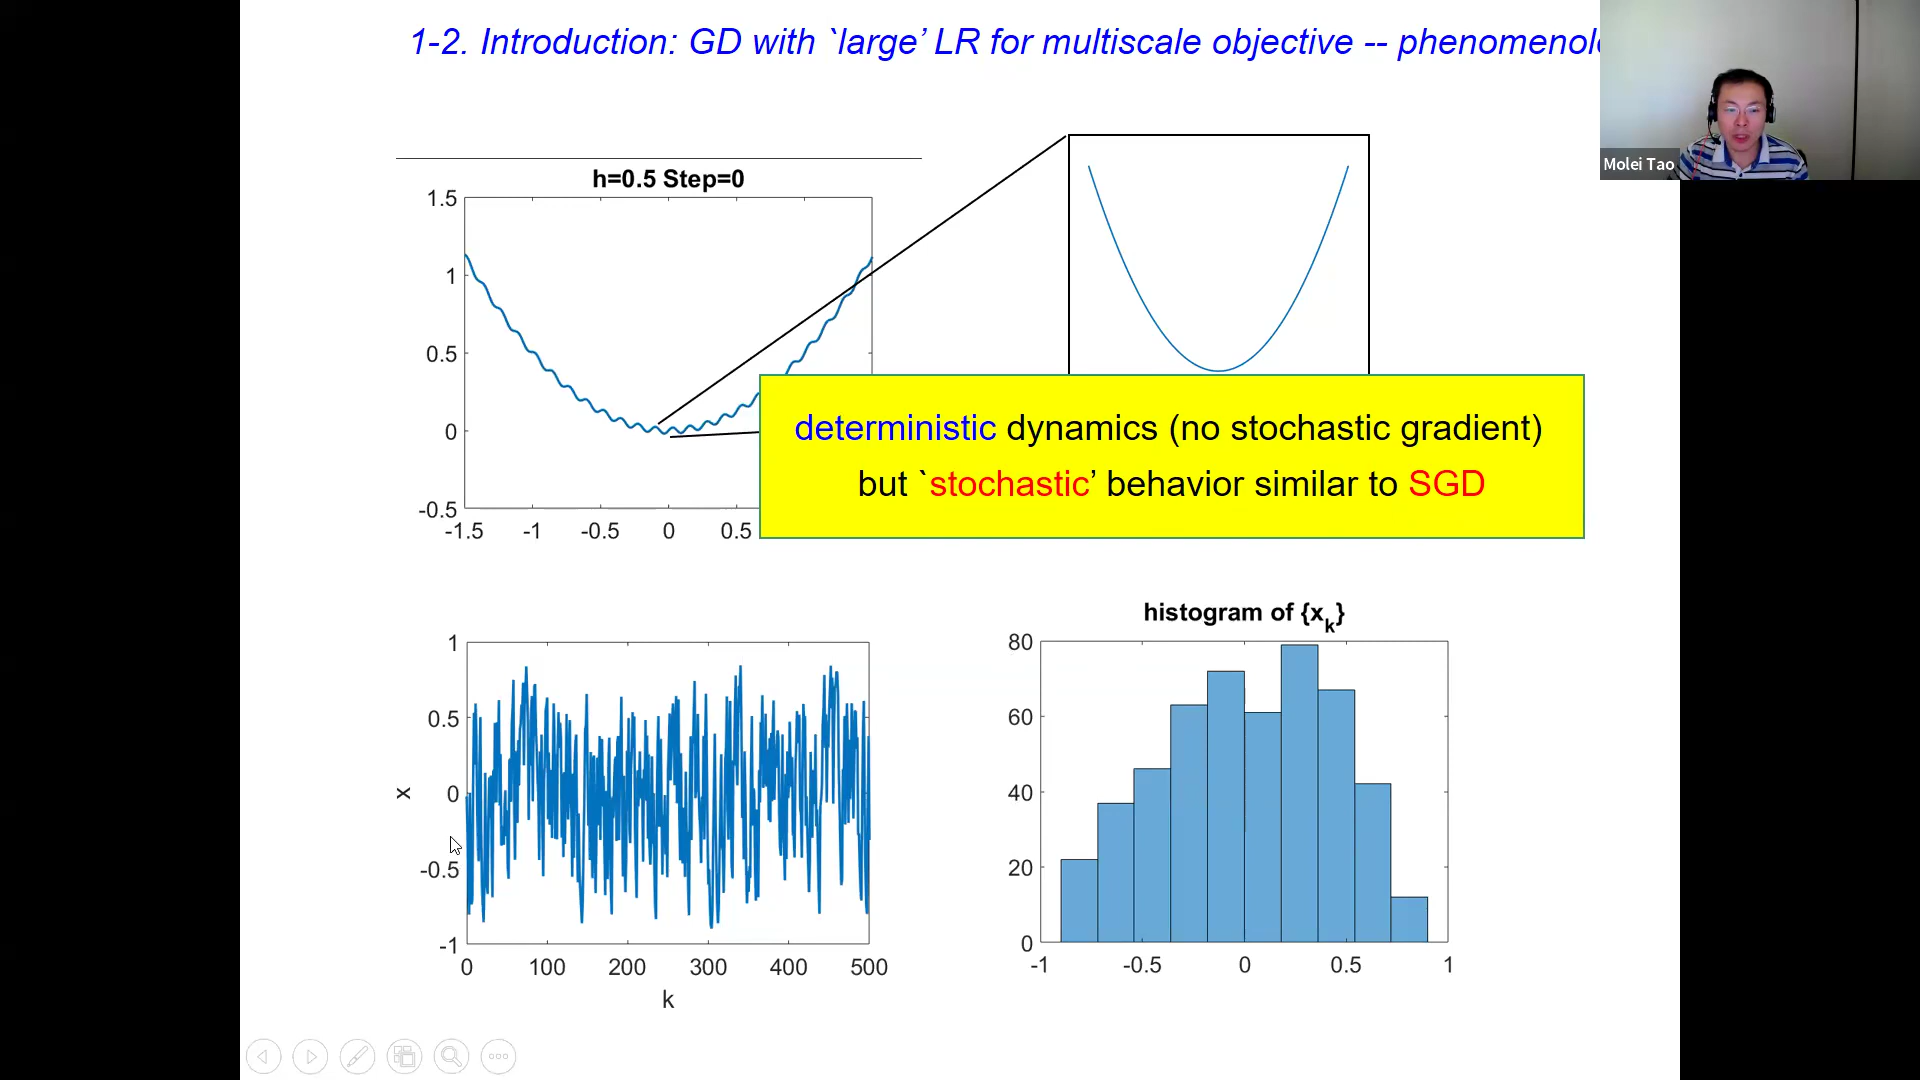 1-2. Introduction: GD with `large’ LR for multiscale objective -- phenomenol
Molei Tao
h=0.5 Step=0
1.5
1
0.5
0
-0.5
-1.5 -1 -0.5 0 0.5
deterministic dynamics (no stochastic gradient)
but `stochastic’ behavior similar to SGD
1
0.5
0
-0.5
-1
x
0 100 200 300 400 500
k
histogram of {xk}
80
60
40
20
0
-1 -0.5 0 0.5 1